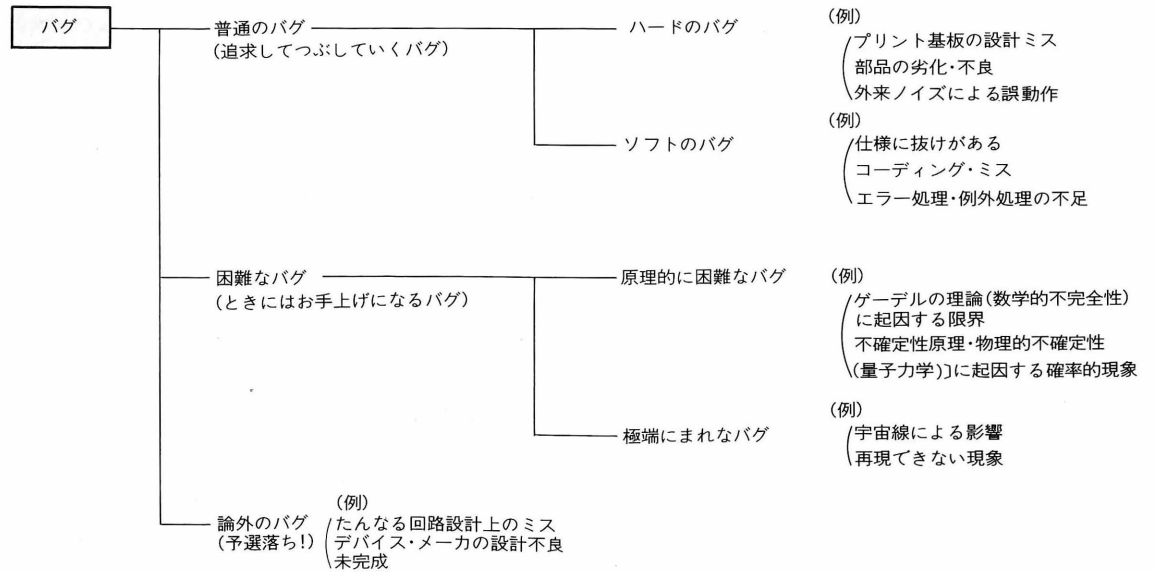 バグ
普通のバグ
(追求してつぶしていくバグ)
ハードのバグ
(例)
プリント基板の設計ミス
部品の劣化・不良
外来ノイズによる誤動作
ソフトのバグ
(例)
仕様に抜けがある
コーディング・ミス
エラー処理・例外処理の不足
困難なバグ
(ときにはお手上げになるバグ)
原理的に困難なバグ
(例)
ゲーデルの理論(数学的不完全性)
に起因する限界
不確定性原理・物理的不確定性
(量子力学)〕に起因する確率的現象
極端にまれなバグ
(例)
宇宙線による影響
再現できない現象
論外のバグ
(予選落ち!)
(例)
たんなる回路設計上のミス
デバイス・メーカの設計不良
未完成